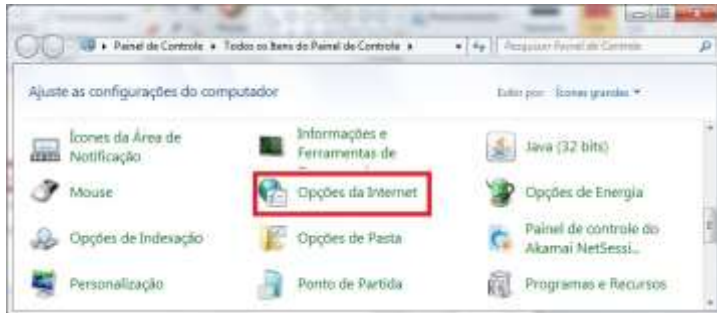 Painel de Controle ▸ Todos os Itens do Painel de Controle ▸
Pesquisar Painel de Controle
Ajuste as configurações do computador
Exibir por: Ícones grandes
Ícones da Área de
Notificação
Informações e
Ferramentas de
Java (32 bits)
Mouse
Opções da Internet
Opções de Energia
Opções de Indexação
Opções de Pasta
Painel de controle do
Akamai NetSessi...
Personalização
Ponto de Partida
Programas e Recursos